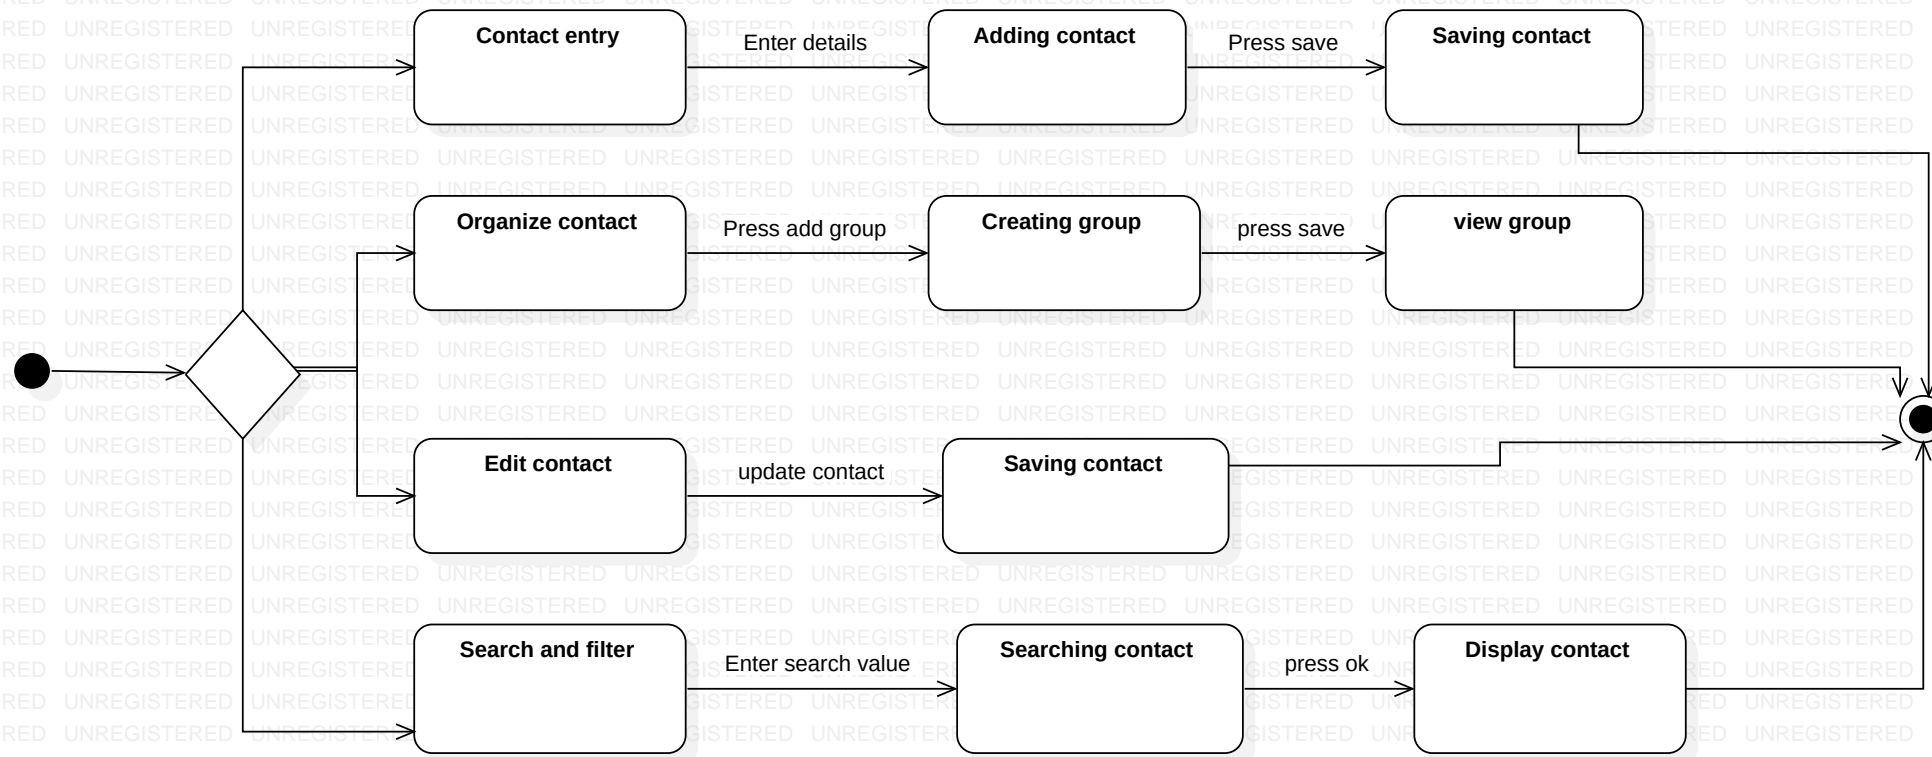 Contact entry
Enter details
Adding contact
Press save
Saving contact
Organize contact
Press add group
Creating group
press save
view group
Edit contact
update contact
Saving contact
Search and filter
Enter search value
Searching contact
press ok
Display contact
UNREGISTERED